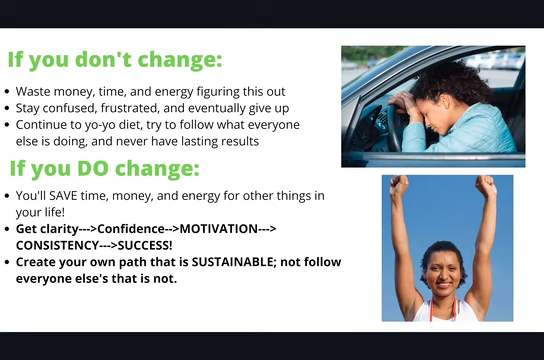 If you don't change:
Waste money, time, and energy figuring this out
Stay confused, frustrated, and eventually give up
Continue to yo-yo diet, try to follow what everyone
else is doing, and never have lasting results
If you DO change:
You'll SAVE time, money, and energy for other things in
your life!
Get clarity--->Confidence-->MOTIVATION--->
CONSISTENCY--->SUCCESS!
Create your own path that is SUSTAINABLE; not follow
everyone else's that is not.